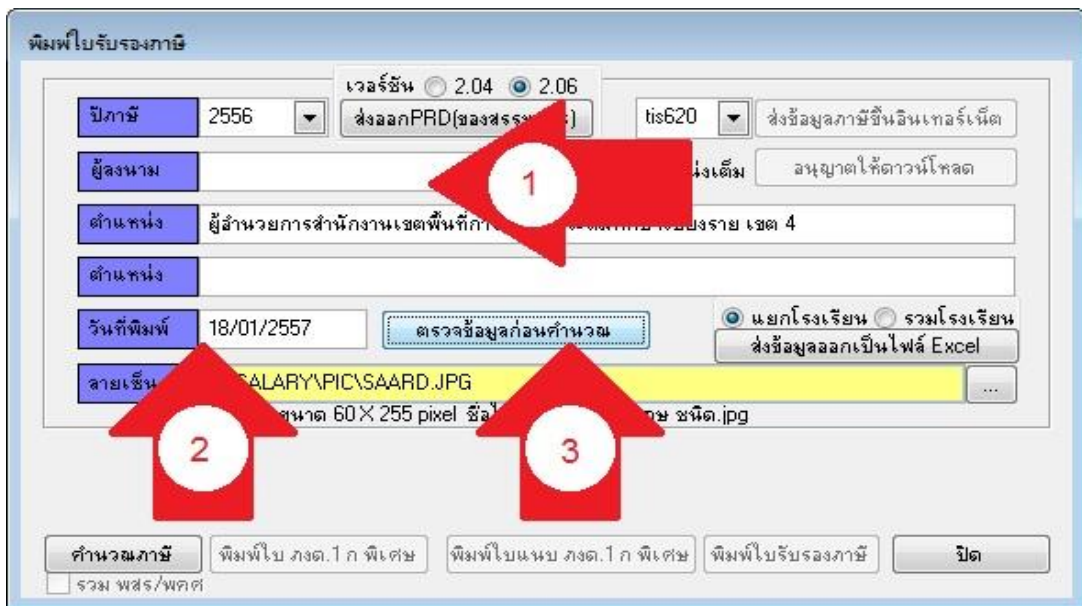 พิมพ์ใบรับรองภาษี
เวอร์ชัน 2.04 2.06
ปีภาษี 2556 ส่งออกPRD(ของสรรพ tis620 ส่งข้อมูลภาษีขึ้นอินเทอร์เน็ต
ผู้ลงนาม 1 อนุญาตให้ดาวน์โหลด
ตำแหน่ง ผู้อำนวยการสำนักงานเขตพื้นที่กา เชียงราย เขต 4
ตำแหน่ง
วันที่พิมพ์ 18/01/2557 ตรวจข้อมูลก่อนคำนวณ แยกโรงเรียน รวมโรงเรียน
ส่งข้อมูลออกเป็นไฟล์ Excel
ลายเซ็น SALARY\PIC\SAARD.JPG ...
ขนาด 60 X 255 pixel ชนิด.jpg
2 3
คำนวณภาษี พิมพ์ใบ ภงด.1 ก พิเศษ พิมพ์ใบแนบ ภงด.1 ก พิเศษ พิมพ์ใบรับรองภาษี ปิด
รวม พสร/พตศ